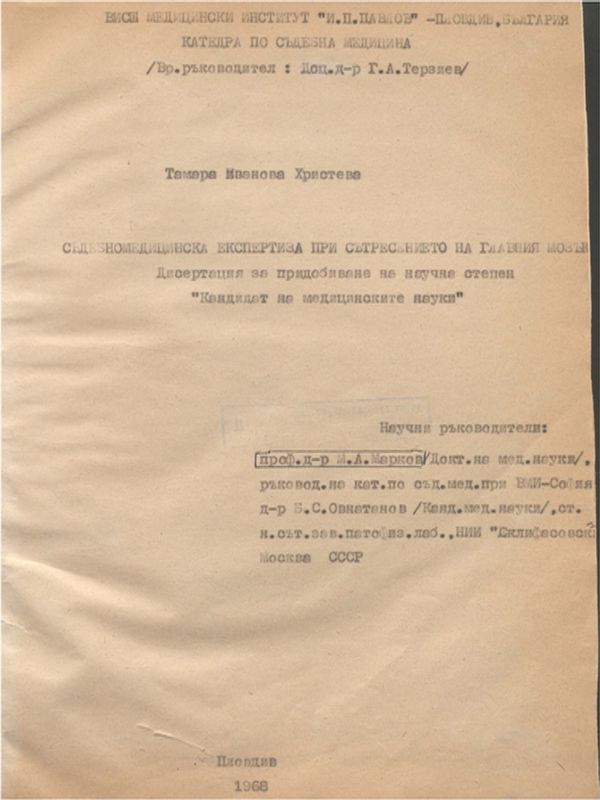 ВИСШ МЕДИЦИНСКИ ИНСТИТУТ "И.П.ПАВЛОВ" -ПЛОВДИВ,БЪЛГАРИЯ
КАТЕДРА ПО СЪДЕБНА МЕДИЦИНА
/Вр.ръководител : Доц.д-р Г.А.Терзиев/
Тамара Иванова Христева
СЪДЕБНОМЕДИЦИНСКА ЕКСПЕРТИЗА ПРИ СЪТРЕСЕНИЕТО НА ГЛАВНИЯ МОЗЪК
Дисертация за придобиване на научна степен
"Кандидат на медицинските науки"
Научни ръководители:
проф.д-р М.А.Марков/Докт.на мед.науки/,
ръковод.на кат.по съд.мед.при ВМИ-София
д-р Б.С.Овнатанов /Канд.мед.науки/,ст.
н.сът.зав.патофиз.лаб.,НИИ "Склифасовски
Москва СССР
Пловдив
1968